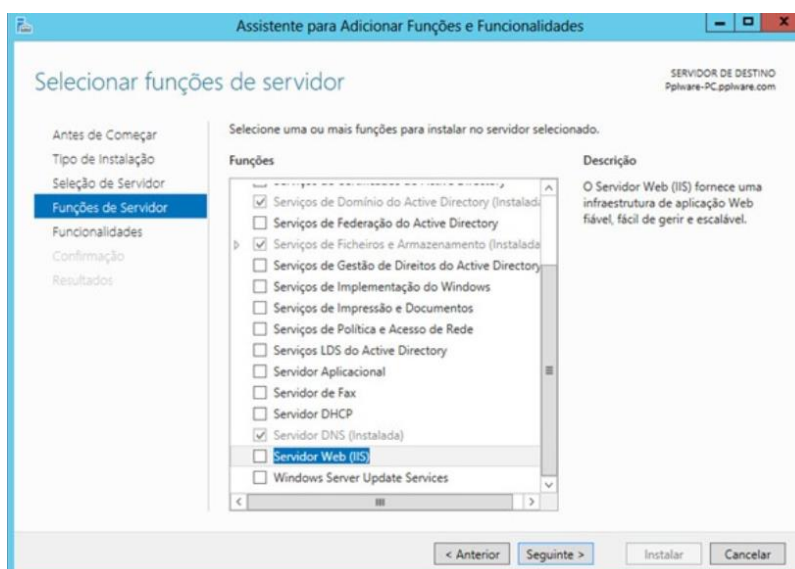 Assistente para Adicionar Funções e Funcionalidades
Selecionar funções de servidor
SERVIDOR DE DESTINO
Pplware-PC.pplware.com
Antes de Começar
Tipo de Instalação
Seleção de Servidor
Funções de Servidor
Funcionalidades
Confirmação
Resultados
Selecione uma ou mais funções para instalar no servidor selecionado.
Funções
Serviços de Domínio do Active Directory (Instalada
Serviços de Federação do Active Directory
Serviços de Ficheiros e Armazenamento (Instalada
Serviços de Gestão de Direitos do Active Directory
Serviços de Implementação do Windows
Serviços de Impressão e Documentos
Serviços de Política e Acesso de Rede
Serviços LDS do Active Directory
Servidor Aplicacional
Servidor de Fax
Servidor DHCP
Servidor DNS (Instalada)
Servidor Web (IIS)
Windows Server Update Services
Descrição
O Servidor Web (IIS) fornece uma
infraestrutura de aplicação Web
fiável, fácil de gerir e escalável.
< Anterior
Seguinte >
Instalar
Cancelar